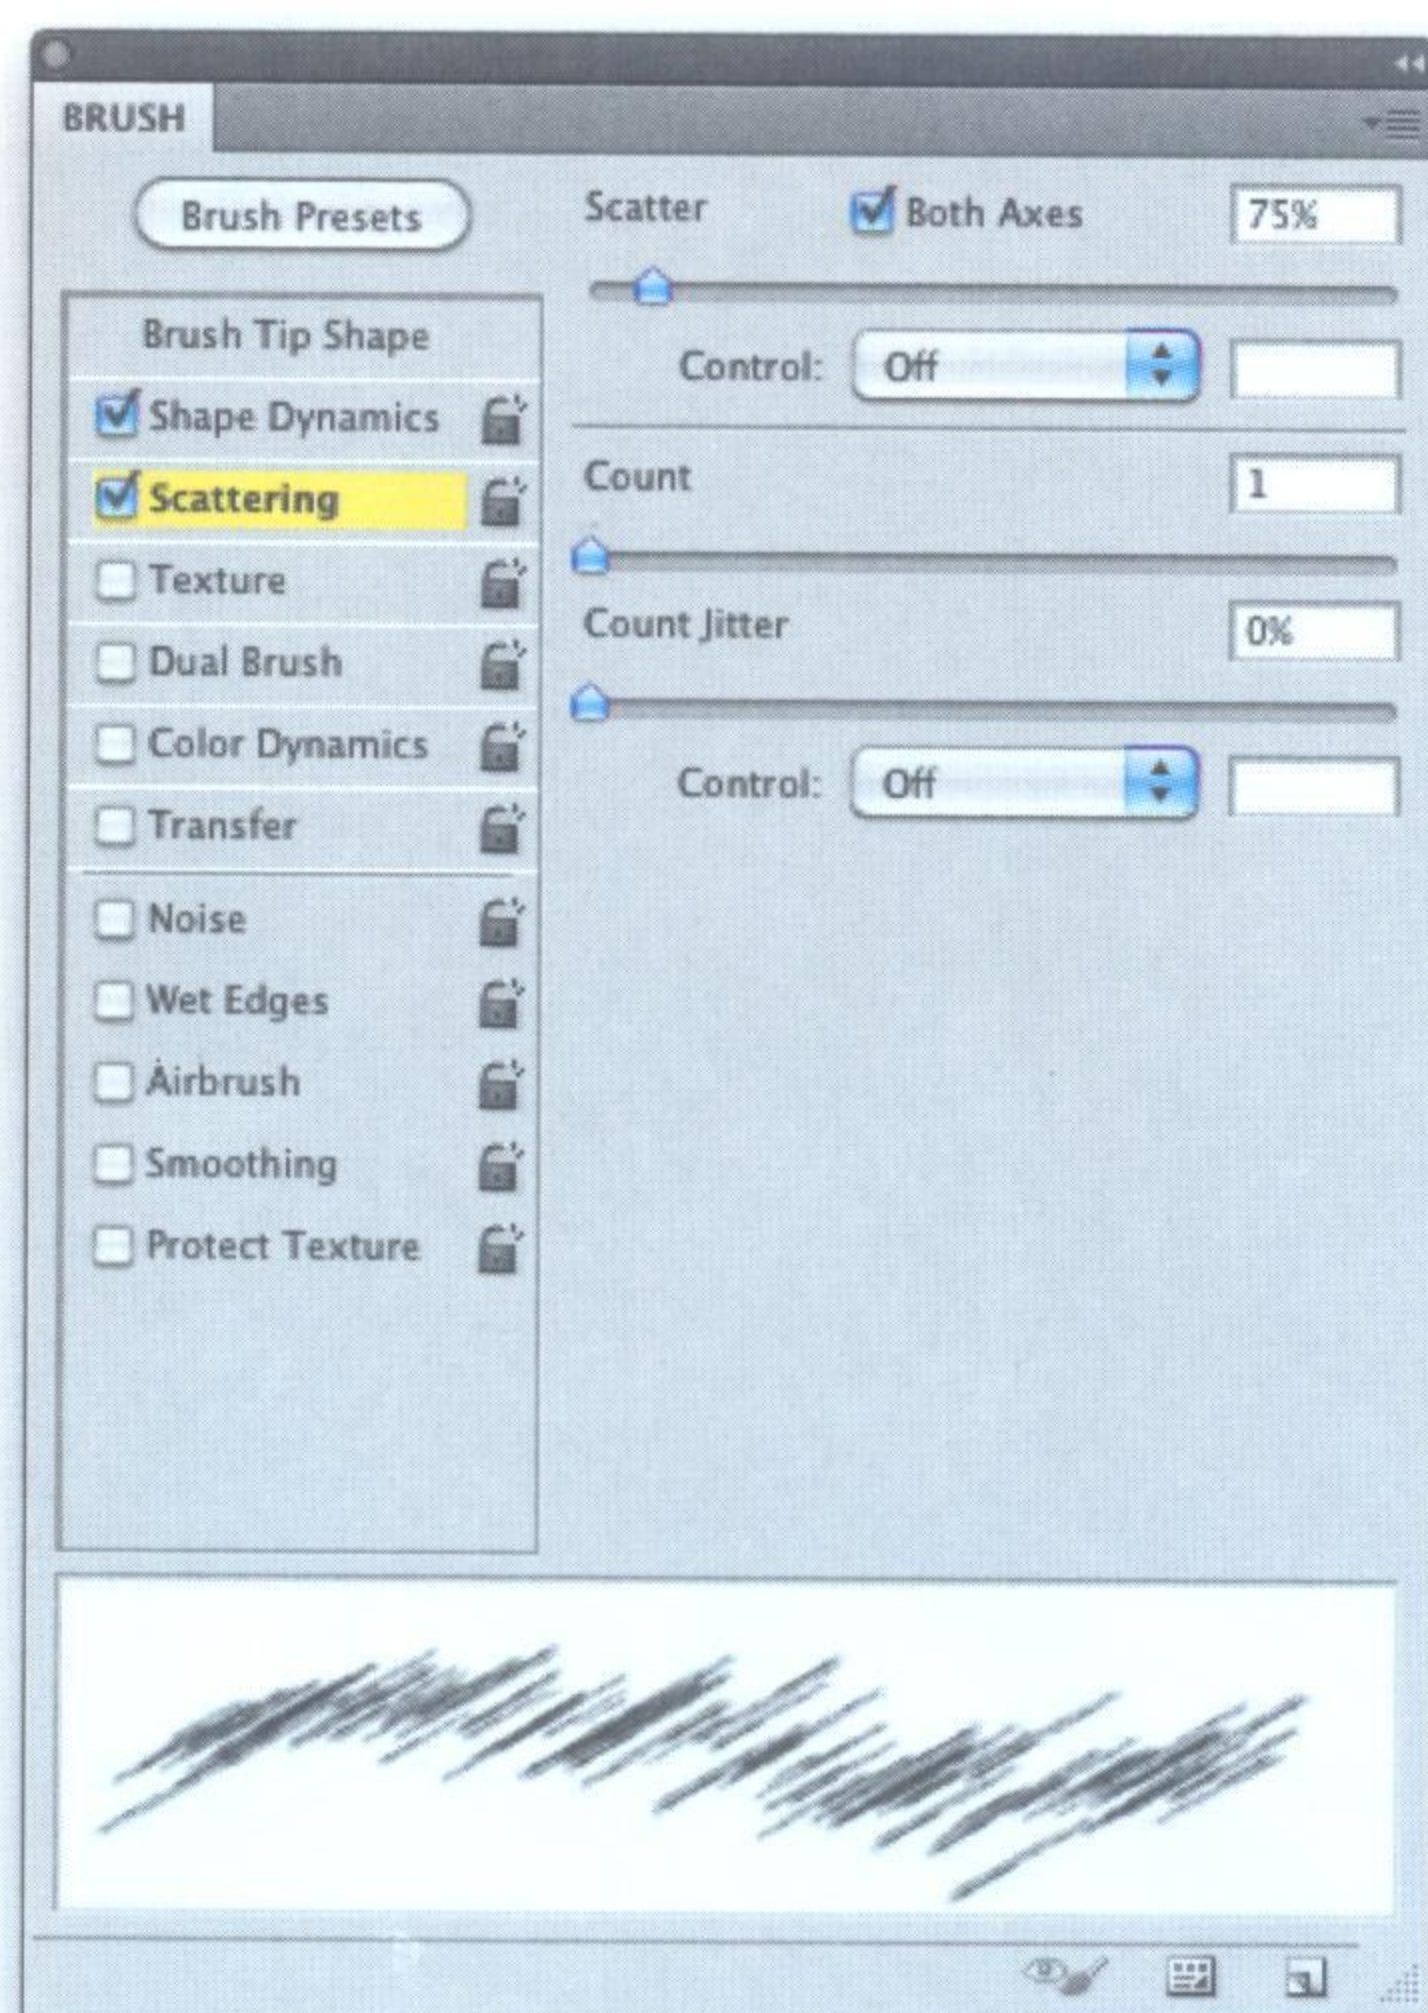 BRUSH
Brush Presets
Scatter Both Axes 75%
Control: Off
Brush Tip Shape
Shape Dynamics
Scattering
Texture
Dual Brush
Color Dynamics
Transfer
Noise
Wet Edges
Airbrush
Smoothing
Protect Texture
Count 1
Count Jitter 0%
Control: Off